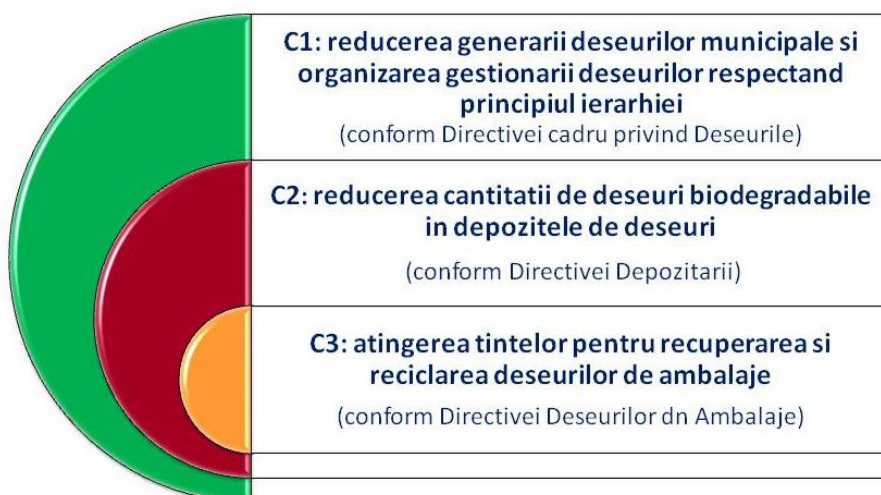 C1: reducerea generarii deseurilor municipale si
organizarea gestionarii deseurilor respectand
principiul ierarhiei
(conform Directivei cadru privind Deseurile)
C2: reducerea cantitatii de deseuri biodegradabile
in depozitele de deseuri
(conform Directivei Depozitarii)
C3: atingerea tintelor pentru recuperarea si
reciclarea deseurilor de ambalaje
(conform Directivei Deseurilor dn Ambalaje)